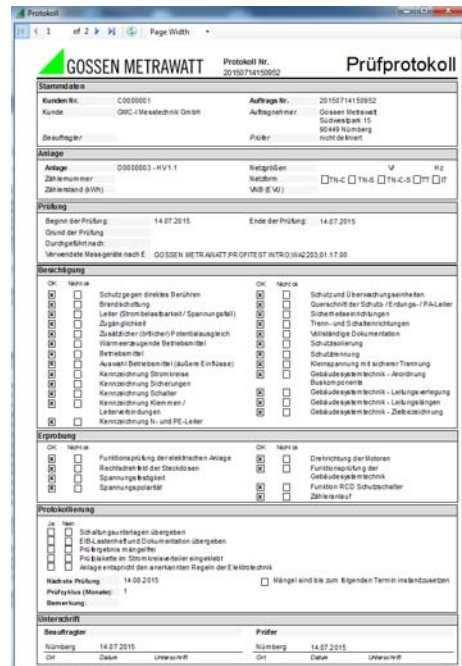 Protokoll
1 of 2 Page Width
GOSSEN METRAWATT
Protokoll Nr.
20150714150952
Prüfprotokoll
Stammdaten
Kunden Nr. C0000001 Auftrags Nr. 20150714150952
Kunde GMC-I Messtechnik GmbH Auftragnehmer Gossen Metrawatt
Südwestpark 15
90449 Nürnberg
Beauftragter Prüfer nicht definiert
Anlage
Anlage D0000003 - HV1.1 Netzgrößen V/ Hz
Zählernummer Netzform TN-C TN-S TN-C-S TT IT
Zählerstand (kWh) VNB (EVU)
Prüfung
Beginn der Prüfung: 14.07.2015 Ende der Prüfung: 14.07.2015
Grund der Prüfung
Durchgeführt nach:
Verwendete Messgeräte nach E GOSSEN METRAWATT;PROFITEST INTRO;WA2203;01.17.00
Besichtigung
OK Nicht ok OK Nicht ok
Schutz gegen direktes Berühren Schutz und Überwachungseinheiten
Brandschottung Querschnitt der Schutz- / Erdungs- / PA-Leiter
Leiter (Strombelastbarkeit / Spannungsfall) Sicherheitseinrichtungen
Zugänglichkeit Trenn- und Schalteinrichtungen
Zusätzlicher (örtlicher) Potentialausgleich Vollständige Dokumentation
Wärmeerzeugende Betriebsmittel Schutzisolierung
Betriebsmittel Schutztrennung
Auswahl Betriebsmittel (äußere Einflüsse) Kleinspannung mit sicherer Trennung
Kennzeichnung Stromkreise Gebäudesystemtechnik - Anordnung
Kennzeichnung Sicherungen Buskomponente
Kennzeichnung Schalter Gebäudesystemtechnik - Leitungsverlegung
Kennzeichnung Klemmen / Gebäudesystemtechnik - Leitungslängen
Leiterverbindungen Gebäudesystemtechnik - Zielbezeichnung
Kennzeichnung N- und PE-Leiter
Erprobung
OK Nicht ok OK Nicht ok
Funktionsprüfung der elektrischen Anlage Drehrichtung der Motoren
Rechtsdrehfeld der Steckdosen Funktionsprüfung der
Spannungsfestigkeit Gebäudesystemtechnik
Spannungspolarität Funktion RCD Schutzschalter
Zähleranlauf
Protokollierung
Ja Nein
Schaltungsunterlagen übergeben
EIB-Lastenheft und Dokumentation übergeben
Prüfergebnis mängelfrei
Prüfplakette im Stromkreisverteiler eingeklebt
Anlage entspricht den anerkannten Regeln der Elektrotechnik
Nächste Prüfung 14.08.2015 Mängel sind bis zum folgenden Termin instandzusetzen
Prüfzyklus (Monate): 1
Bemerkung:
Unterschrift
Beauftragter Prüfer
Nürnberg 14.07.2015 Nürnberg 14.07.2015
Ort Datum Unterschrift Ort Datum Unterschrift